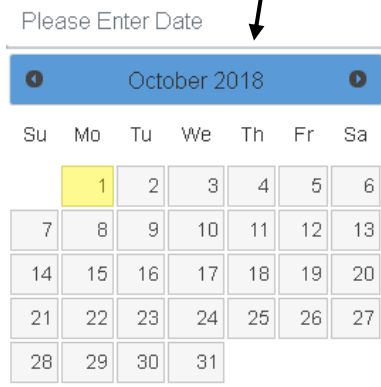 Please Enter Date
October 2018
Su Mo Tu We Th Fr Sa
1 2 3 4 5 6
7 8 9 10 11 12 13
14 15 16 17 18 19 20
21 22 23 24 25 26 27
28 29 30 31